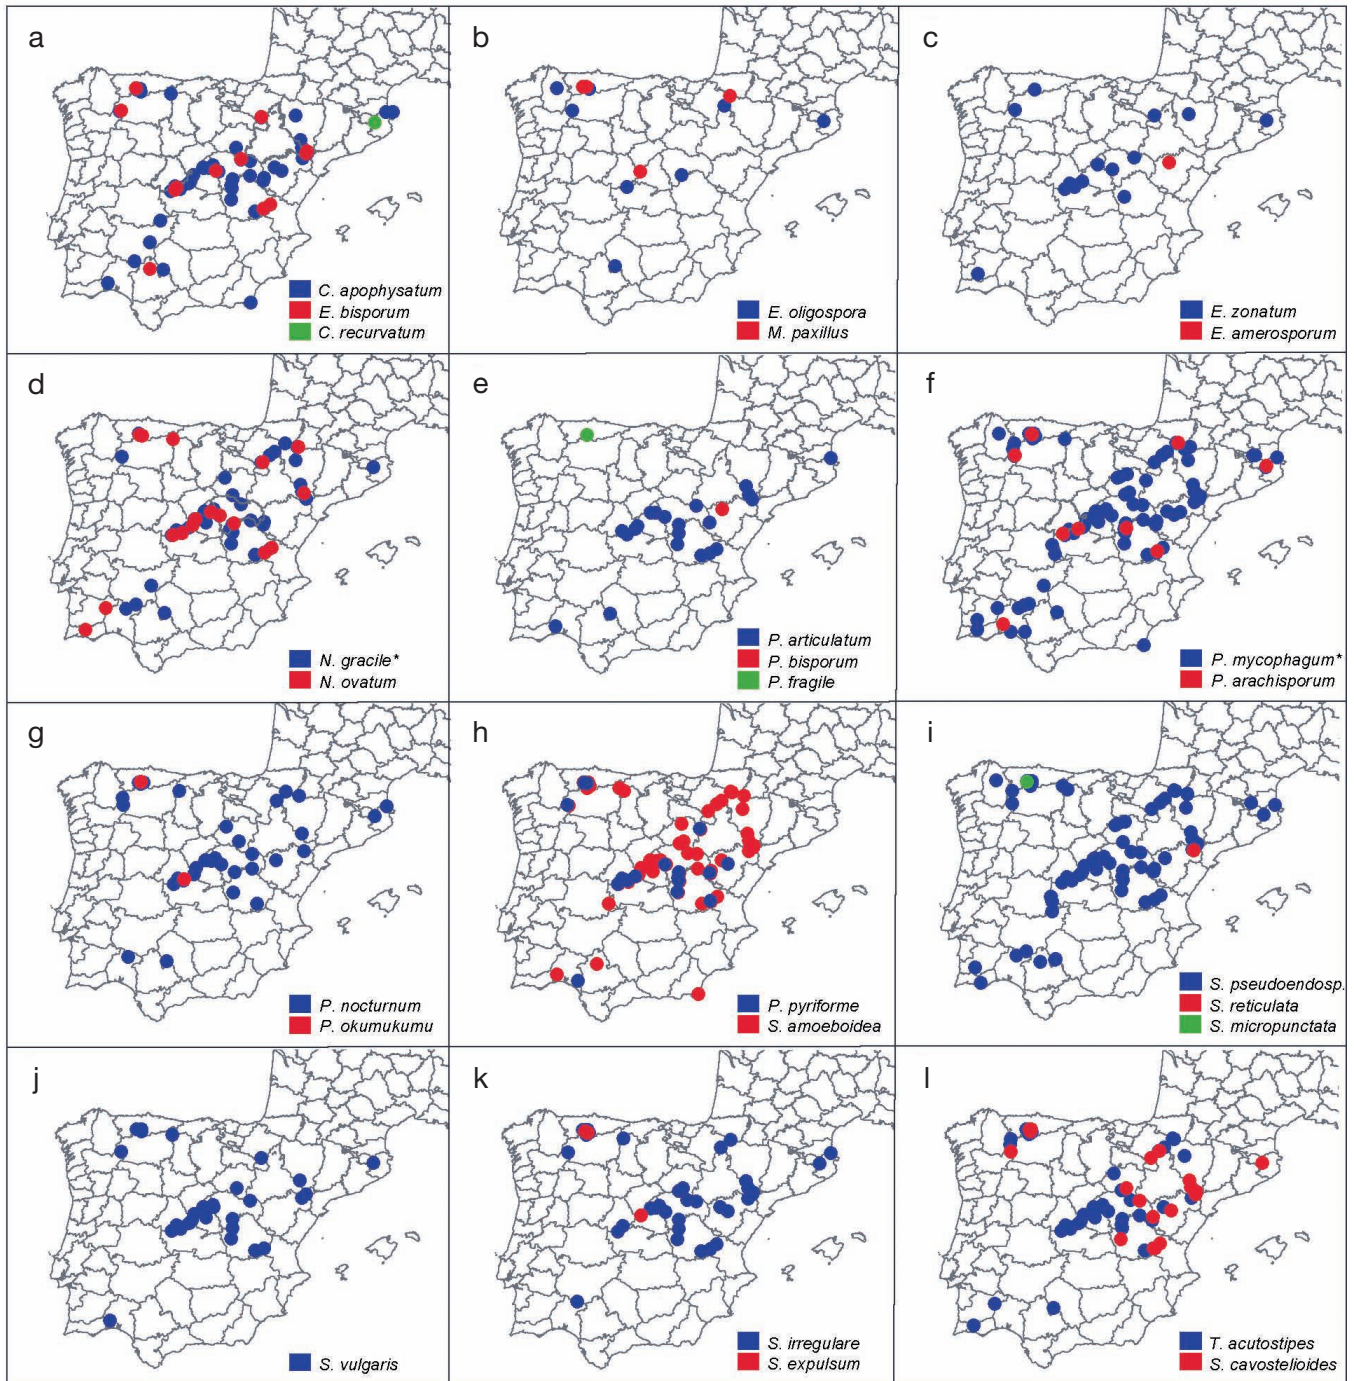 a
C. apophysatum
E. bisporum
C. recurvatum
b
E. oligospora
M. paxillus
c
E. zonatum
E. amerosporum
d
N. gracile*
N. ovatum
e
P. articulatum
P. bisporum
P. fragile
f
P. mycophagum*
P. arachisporum
g
P. nocturnum
P. okumukumu
h
P. pyriforme
S. amoeboidea
i
S. pseudoendosp.
S. reticulata
S. micropunctata
j
S. vulgaris
k
S. irregulare
S. expulsum
l
T. acutostipes
S. cavostelioides